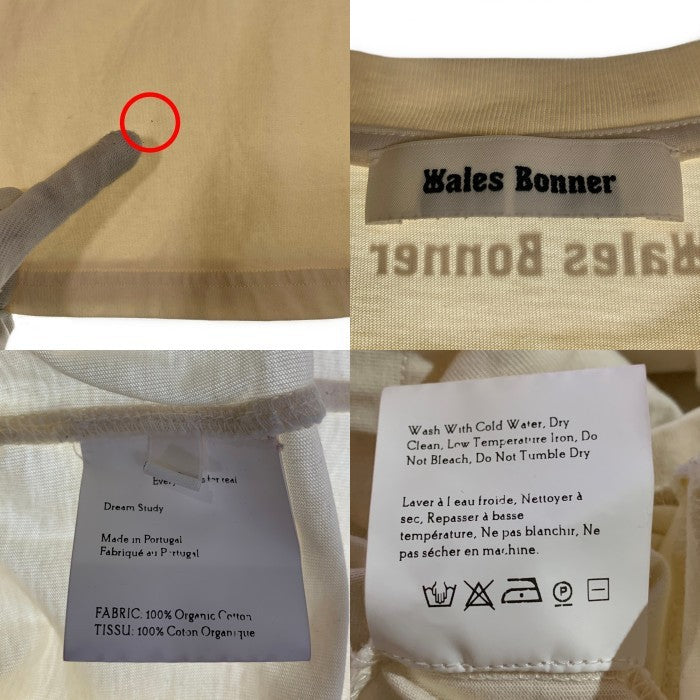 Wales Bonner
Wales Bonner
for real
Dream Study
Made in Portugal
Fabriqué au Portugal
FABRIC: 100% Organic Cotton
TISSU: 100% Coton Organique
Wash With Cold Water, Dry
Clean, Low Temperature Iron, Do
Not Bleach, Do Not Tumble Dry
Laver à l eau froide, Nettoyer à
sec, Repasser à basse
température, Ne pas blanchir, Ne
pas sécher en machine.
P